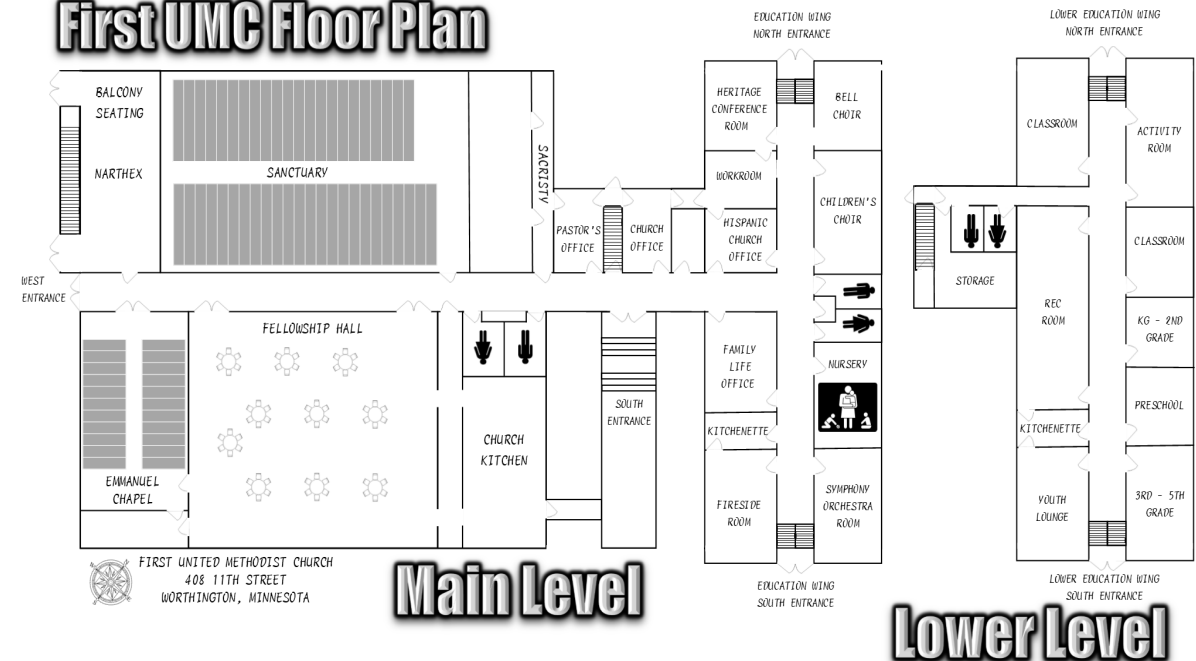 First UMC Floor Plan
EDUCATION WING
NORTH ENTRANCE
LOWER EDUCATION WING
NORTH ENTRANCE
BALCONY
SEATING
NARTHEX
SANCTUARY
SACRISTY
WEST
ENTRANCE
PASTOR'S
OFFICE
CHURCH
OFFICE
HERITAGE
CONFERENCE
ROOM
BELL
CHOIR
WORKROOM
HISPANIC
CHURCH
OFFICE
CHILDREN'S
CHOIR
FELLOWSHIP HALL
EMMANUEL
CHAPEL
CHURCH
KITCHEN
SOUTH
ENTRANCE
FAMILY
LIFE
OFFICE
NURSERY
KITCHENETTE
FIRESIDE
ROOM
SYMPHONY
ORCHESTRA
ROOM
EDUCATION WING
SOUTH ENTRANCE
CLASSROOM
ACTIVITY
ROOM
CLASSROOM
STORAGE
REC
ROOM
KG - 2ND
GRADE
PRESCHOOL
KITCHENETTE
YOUTH
LOUNGE
3RD - 5TH
GRADE
LOWER EDUCATION WING
SOUTH ENTRANCE
FIRST UNITED METHODIST CHURCH
408 11TH STREET
WORTHINGTON, MINNESOTA
Main Level
Lower Level